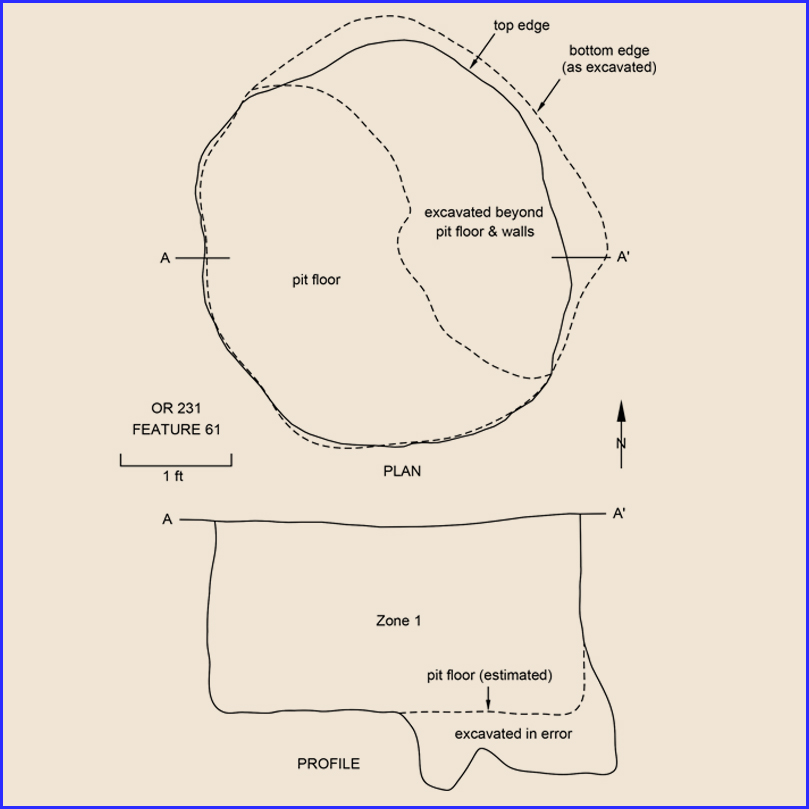 top edge
bottom edge
(as excavated)
excavated beyond
pit floor & walls
A
A'
pit floor
OR 231
FEATURE 61
1 ft
N
PLAN
A
A'
Zone 1
pit floor (estimated)
excavated in error
PROFILE